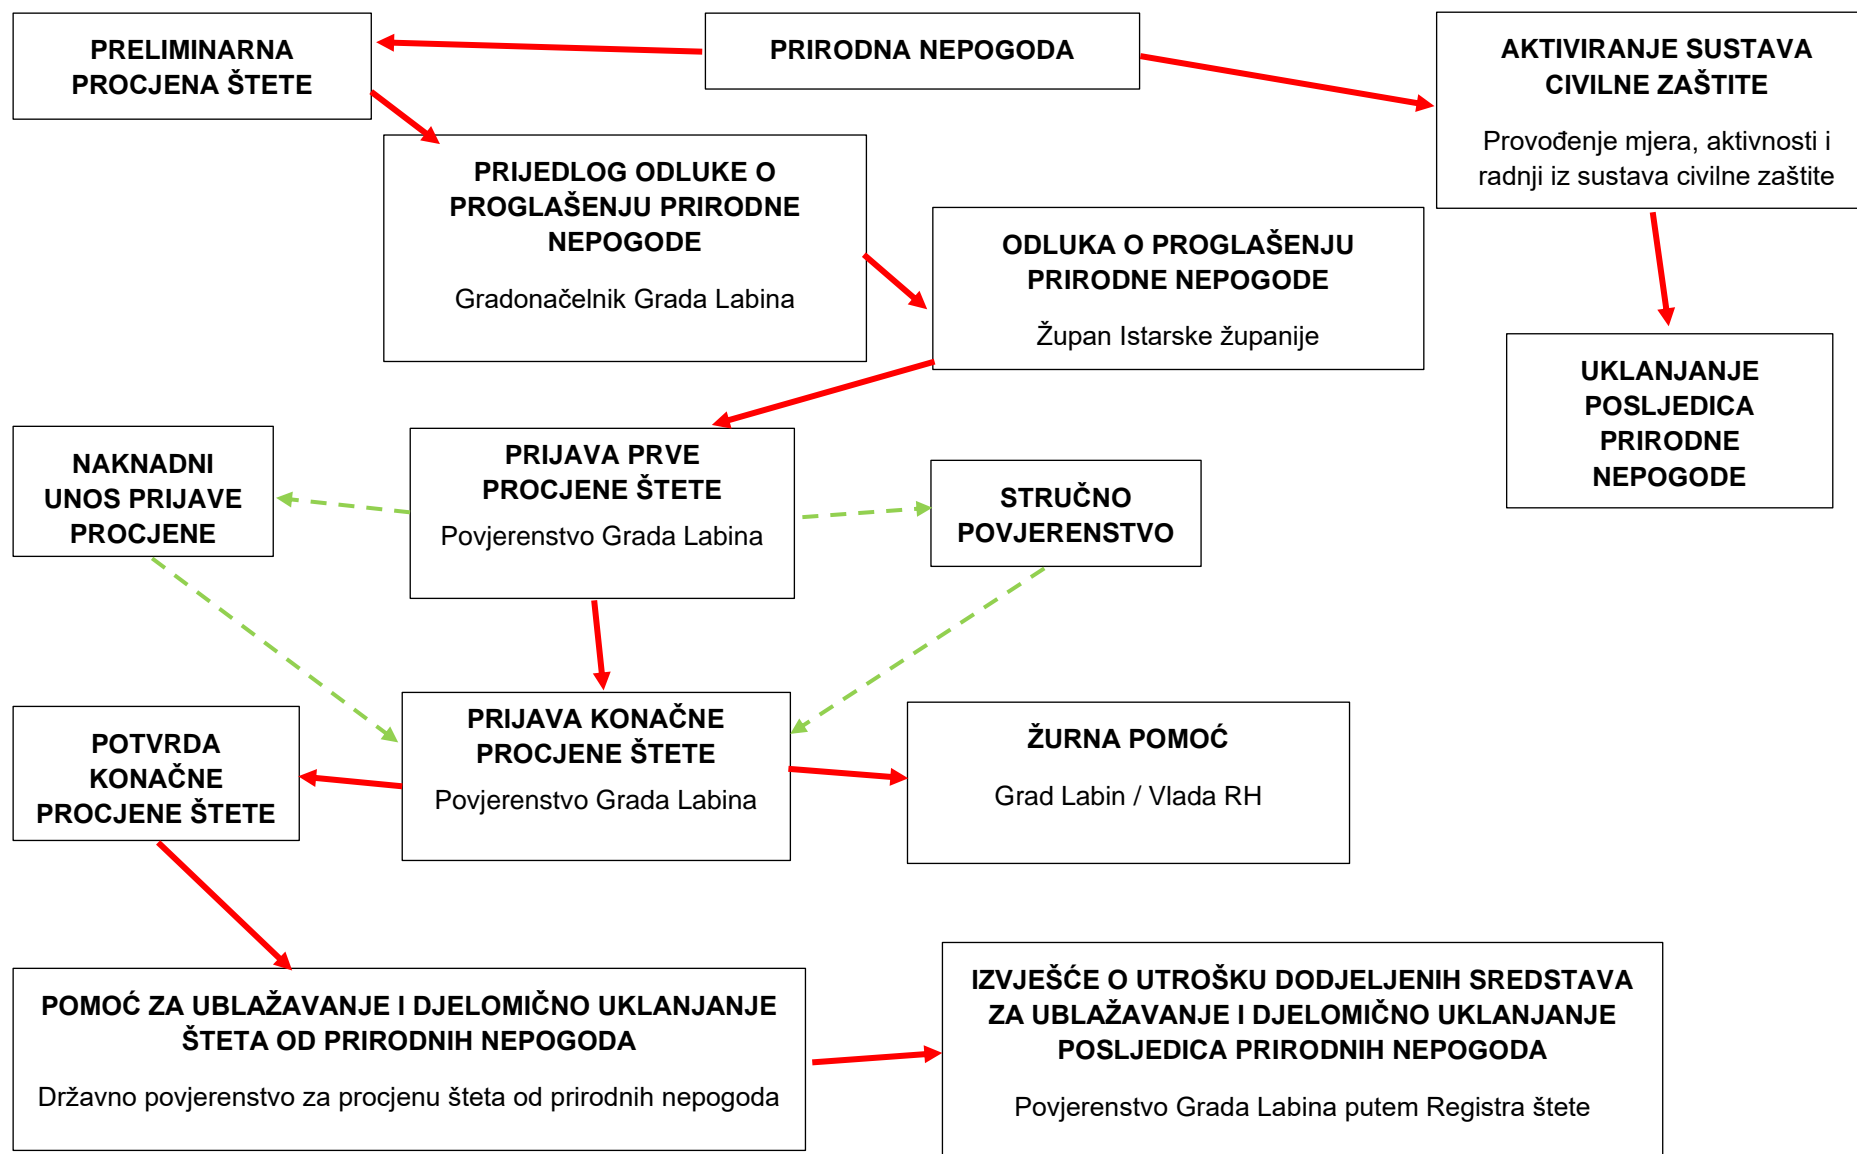 PRELIMINARNA
PROCJENA ŠTETE
PRIRODNA NEPOGODA
AKTIVIRANJE SUSTAVA
CIVILNE ZAŠTITE
Provođenje mjera, aktivnosti i
radnji iz sustava civilne zaštite
PRIJEDLOG ODLUKE O
PROGLAŠENJU PRIRODNE
NEPOGODE
Gradonačelnik Grada Labina
ODLUKA O PROGLAŠENJU
PRIRODNE NEPOGODE
Župan Istarske županije
UKLANJANJE
POSLJEDICA
PRIRODNE
NEPOGODE
NAKNADNI
UNOS PRIJAVE
PROCJENE
PRIJAVA PRVE
PROCJENE ŠTETE
Povjerenstvo Grada Labina
STRUČNO
POVJERENSTVO
POTVRDA
KONAČNE
PROCJENE ŠTETE
PRIJAVA KONAČNE
PROCJENE ŠTETE
Povjerenstvo Grada Labina
ŽURNA POMOĆ
Grad Labin / Vlada RH
POMOĆ ZA UBLAŽAVANJE I DJELOMIČNO UKLANJANJE
ŠTETA OD PRIRODNIH NEPOGODA
Državno povjerenstvo za procjenu šteta od prirodnih nepogoda
IZVJEŠĆE O UTROŠKU DODJELJENIH SREDSTAVA
ZA UBLAŽAVANJE I DJELOMIČNO UKLANJANJE
POSLJEDICA PRIRODNIH NEPOGODA
Povjerenstvo Grada Labina putem Registra štete